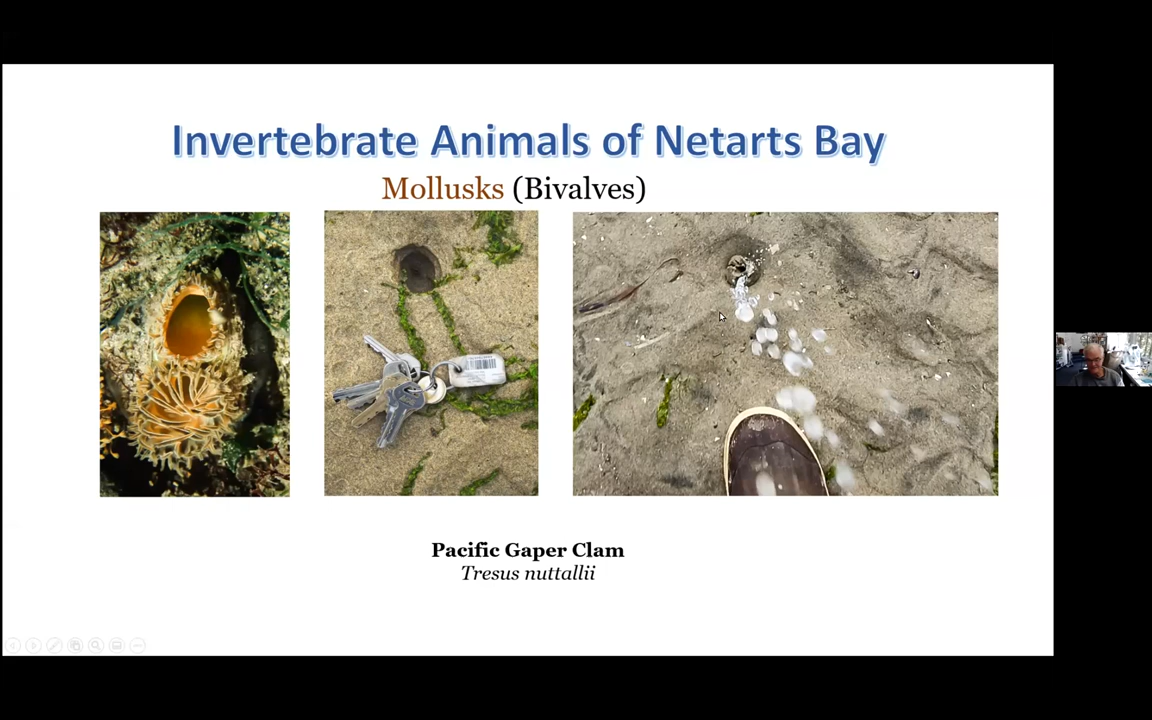 Invertebrate Animals of Netarts Bay
Mollusks (Bivalves)
Pacific Gaper Clam
Tresus nuttallii